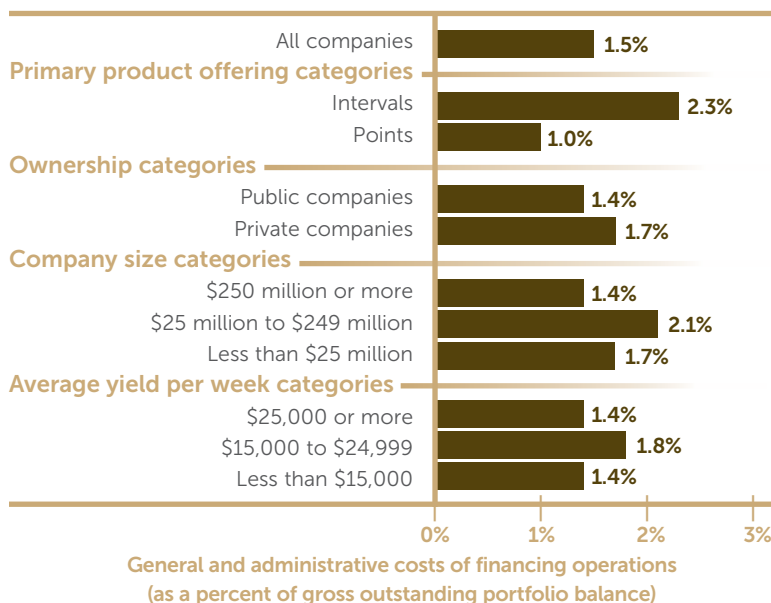 All companies 1.5%
Primary product offering categories
Intervals 2.3%
Points 1.0%
Ownership categories
Public companies 1.4%
Private companies 1.7%
Company size categories
$250 million or more 1.4%
$25 million to $249 million 2.1%
Less than $25 million 1.7%
Average yield per week categories
$25,000 or more 1.4%
$15,000 to $24,999 1.8%
Less than $15,000 1.4%
0% 1% 2% 3%
General and administrative costs of financing operations
(as a percent of gross outstanding portfolio balance)